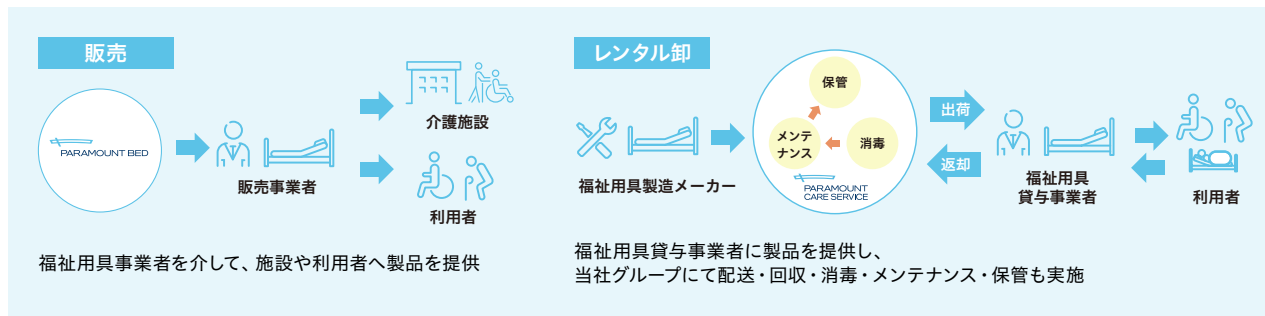 販売
PARAMOUNT BED
販売事業者
介護施設
利用者
福祉用具事業者を介して、施設や利用者へ製品を提供
レンタル卸
福祉用具製造メーカー
保管
メンテ
ナンス
消毒
PARAMOUNT
CARE SERVICE
出荷
返却
福祉用具
貸与事業者
利用者
福祉用具貸与事業者に製品を提供し、
当社グループにて配送・回収・消毒・メンテナンス・保管も実施